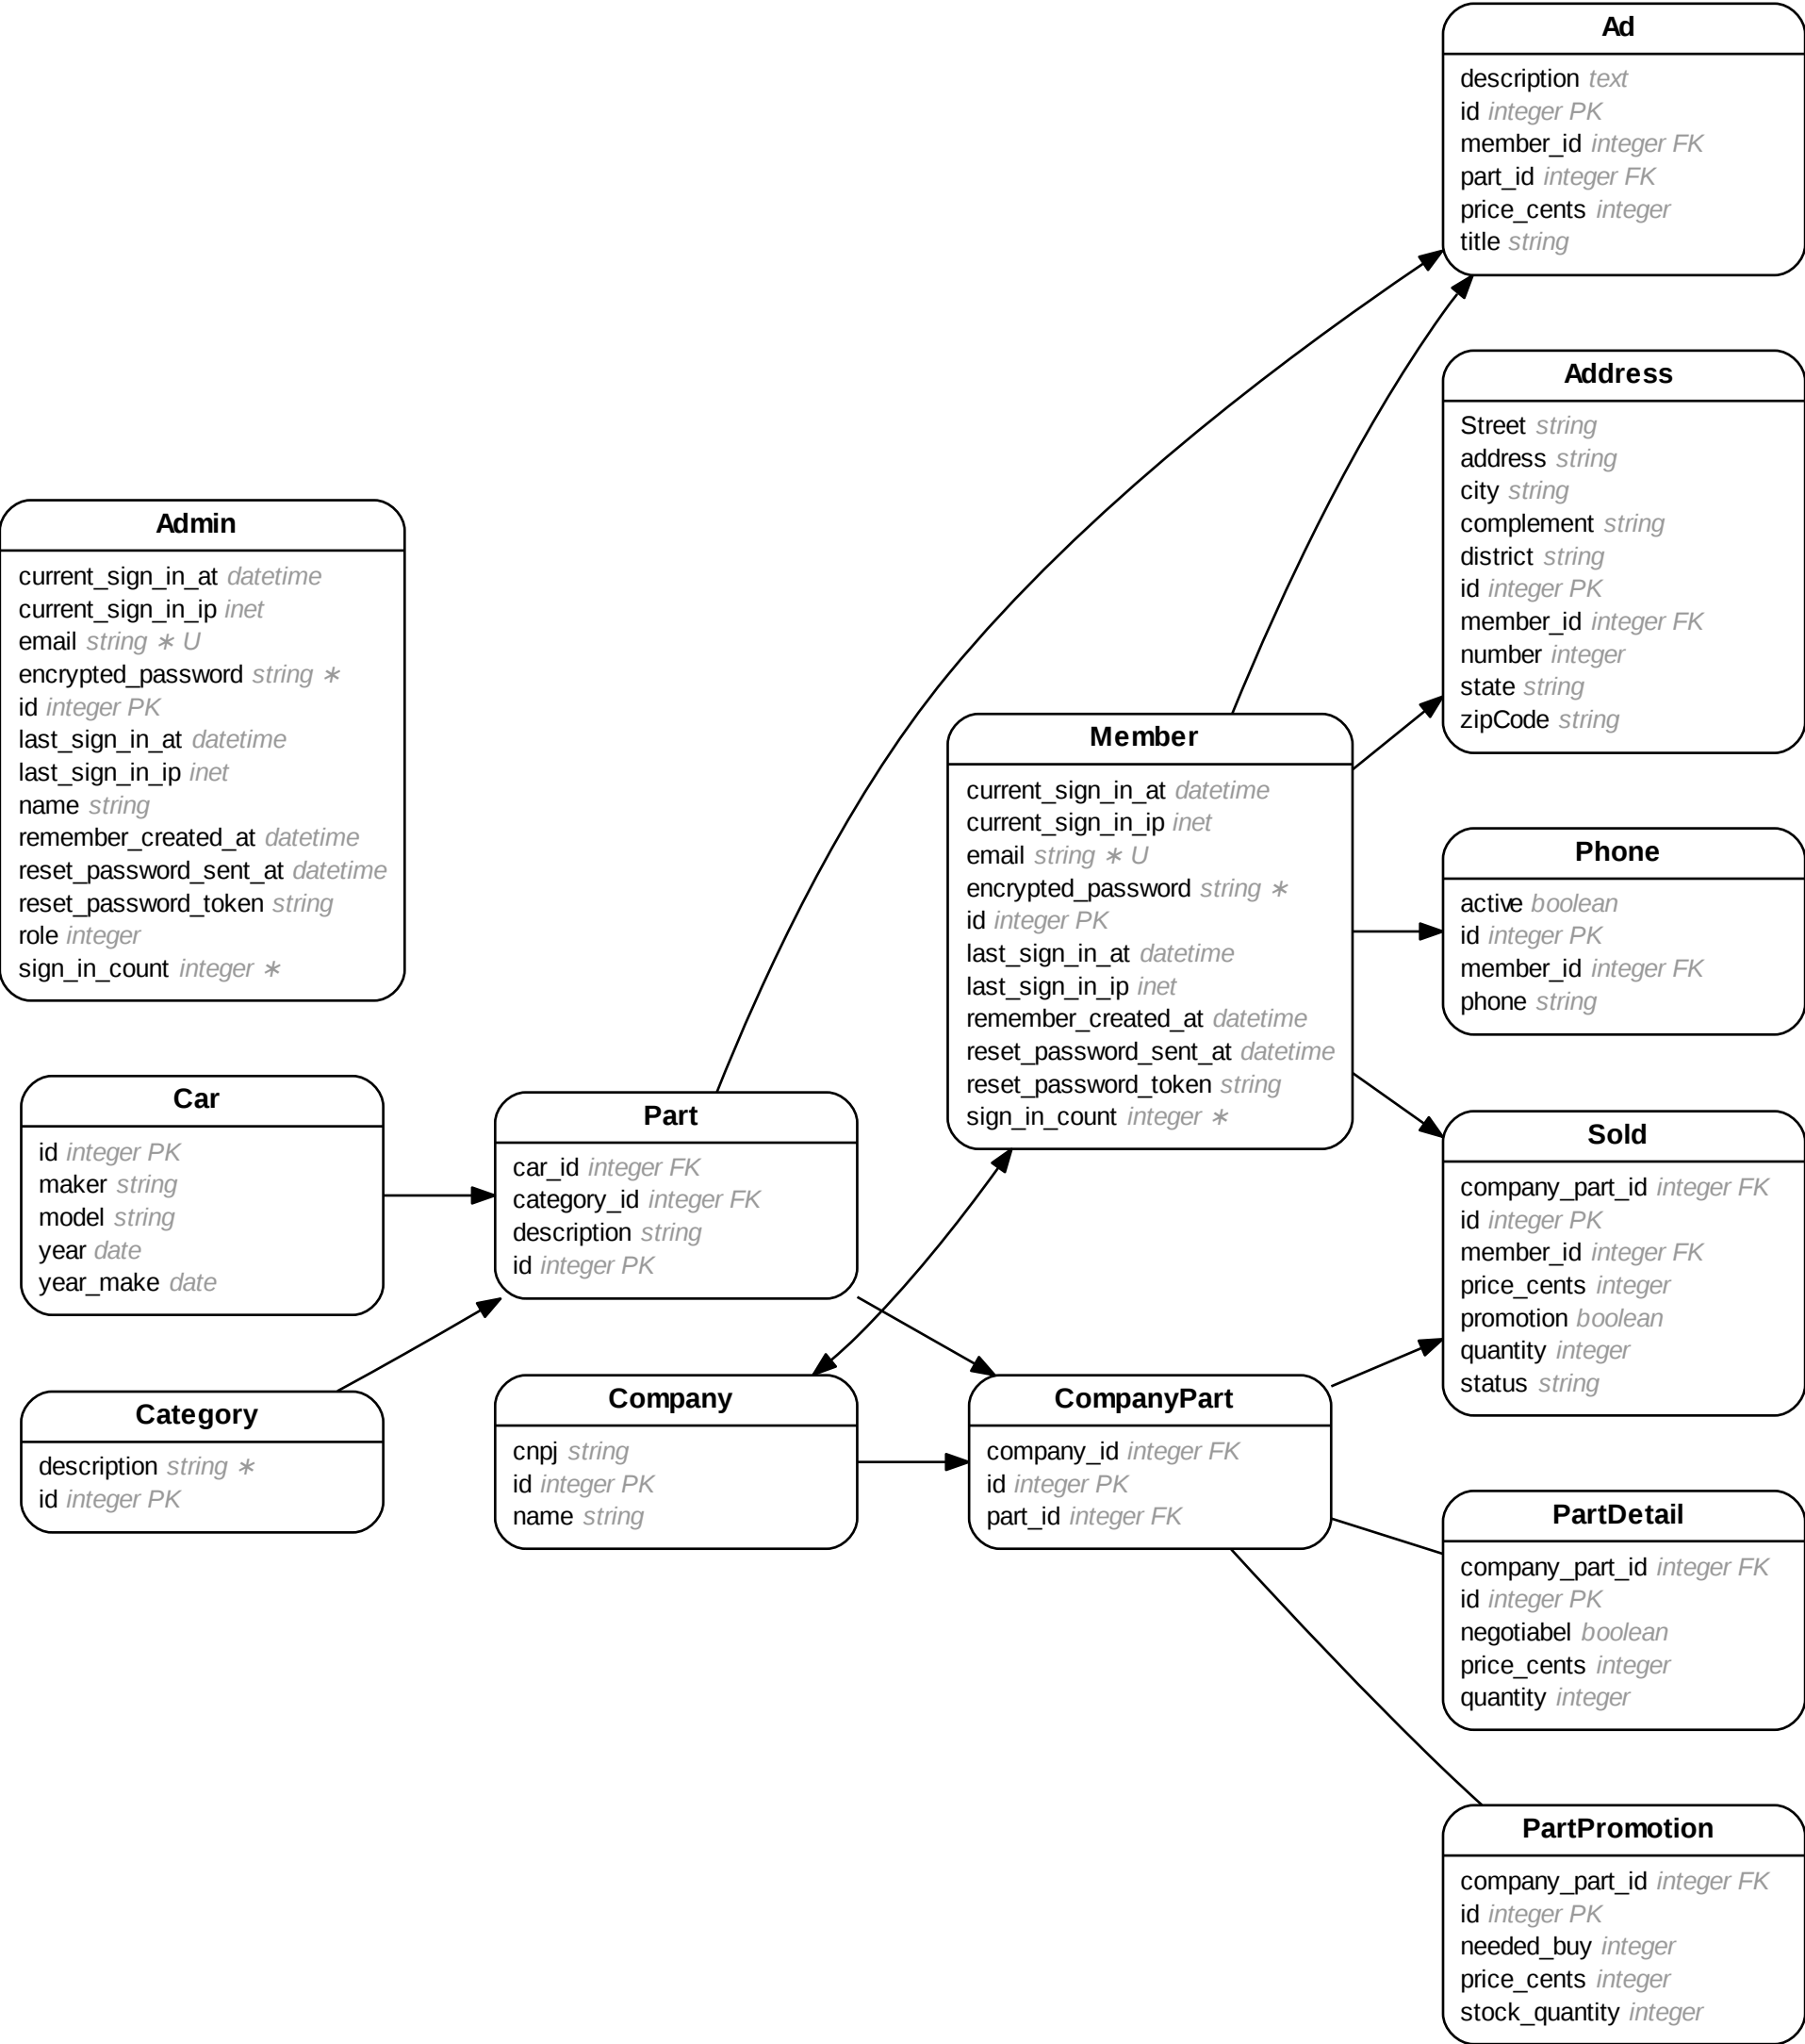 Ad
description text
id integer PK
member_id integer FK
part_id integer FK
price_cents integer
title string
Address
Street string
address string
city string
complement string
district string
id integer PK
member_id integer FK
number integer
state string
zipCode string
Admin
current_sign_in_at datetime
current_sign_in_ip inet
email string ∗ U
encrypted_password string ∗
id integer PK
last_sign_in_at datetime
last_sign_in_ip inet
name string
remember_created_at datetime
reset_password_sent_at datetime
reset_password_token string
role integer
sign_in_count integer ∗
Member
current_sign_in_at datetime
current_sign_in_ip inet
email string ∗ U
encrypted_password string ∗
id integer PK
last_sign_in_at datetime
last_sign_in_ip inet
remember_created_at datetime
reset_password_sent_at datetime
reset_password_token string
sign_in_count integer ∗
Phone
active boolean
id integer PK
member_id integer FK
phone string
Car
id integer PK
maker string
model string
year date
year_make date
Part
car_id integer FK
category_id integer FK
description string
id integer PK
Sold
company_part_id integer FK
id integer PK
member_id integer FK
price_cents integer
promotion boolean
quantity integer
status string
Category
description string ∗
id integer PK
Company
cnpj string
id integer PK
name string
CompanyPart
company_id integer FK
id integer PK
part_id integer FK
PartDetail
company_part_id integer FK
id integer PK
negotiabel boolean
price_cents integer
quantity integer
PartPromotion
company_part_id integer FK
id integer PK
needed_buy integer
price_cents integer
stock_quantity integer